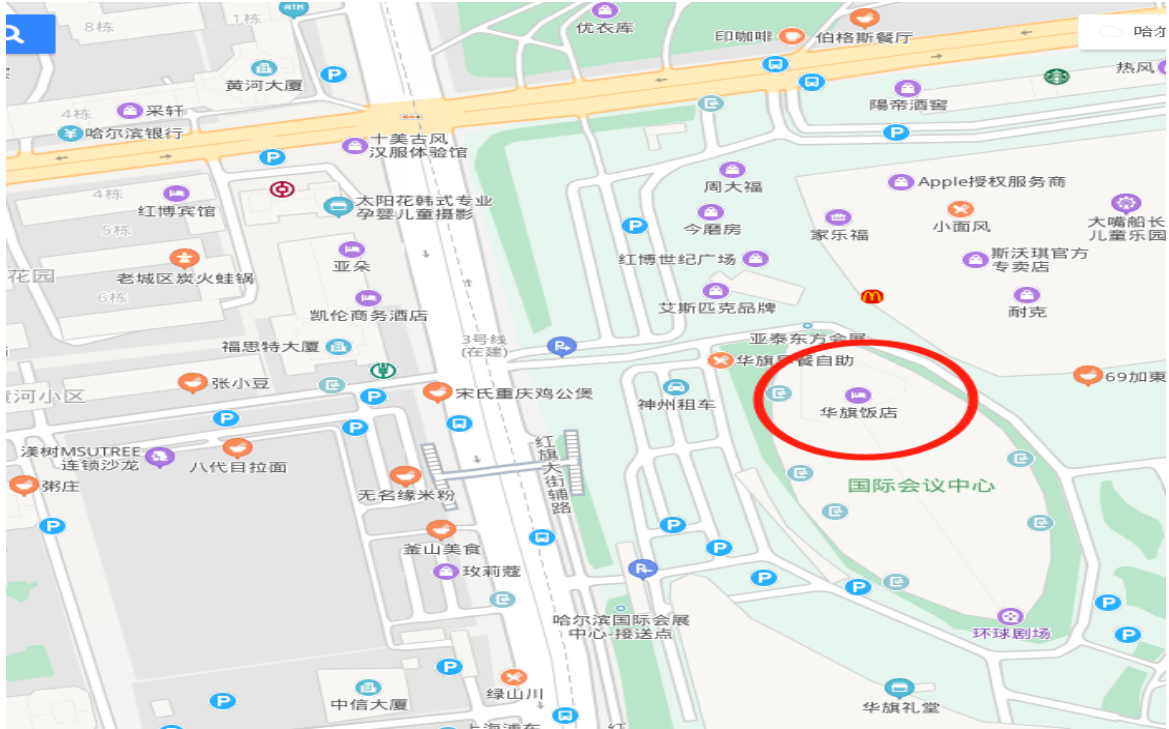 8栋
1栋
ATM
优衣库
印咖啡
伯格斯餐厅
哈尔
P
黄河大厦
热风
4栋
采轩
陽帝酒窖
P
¥
哈尔滨银行
十美古风
汉服体验馆
P
4栋
红博宾馆
太阳花韩式专业
孕婴儿童摄影
周大福
Apple授权服务商
5栋
P
今磨房
家乐福
小面风
大嘴船长
儿童乐园
花园
老城区炭火蛙锅
亚朵
红博世纪广场
斯沃琪官方
专卖店
6栋
凯伦商务酒店
艾斯匹克品牌
耐克
福思特大厦
3号线
(在建)
P
亚泰东方会展
华旗早餐自助
张小豆
宋氏重庆鸡公煲
神州租车
华旗饭店
69加東
河小区
P
P
P
渼树MSUTREE
连锁沙龙
八代目拉面
红旗大街辅路
国际会议中心
粥庄
无名缘米粉
P
P
P
釜山美食
玫莉蔻
P
P
P
P
哈尔滨国际会展
中心-接送点
环球剧场
P
P
绿山川
P
中信大厦
华旗礼堂
上海浦东
红